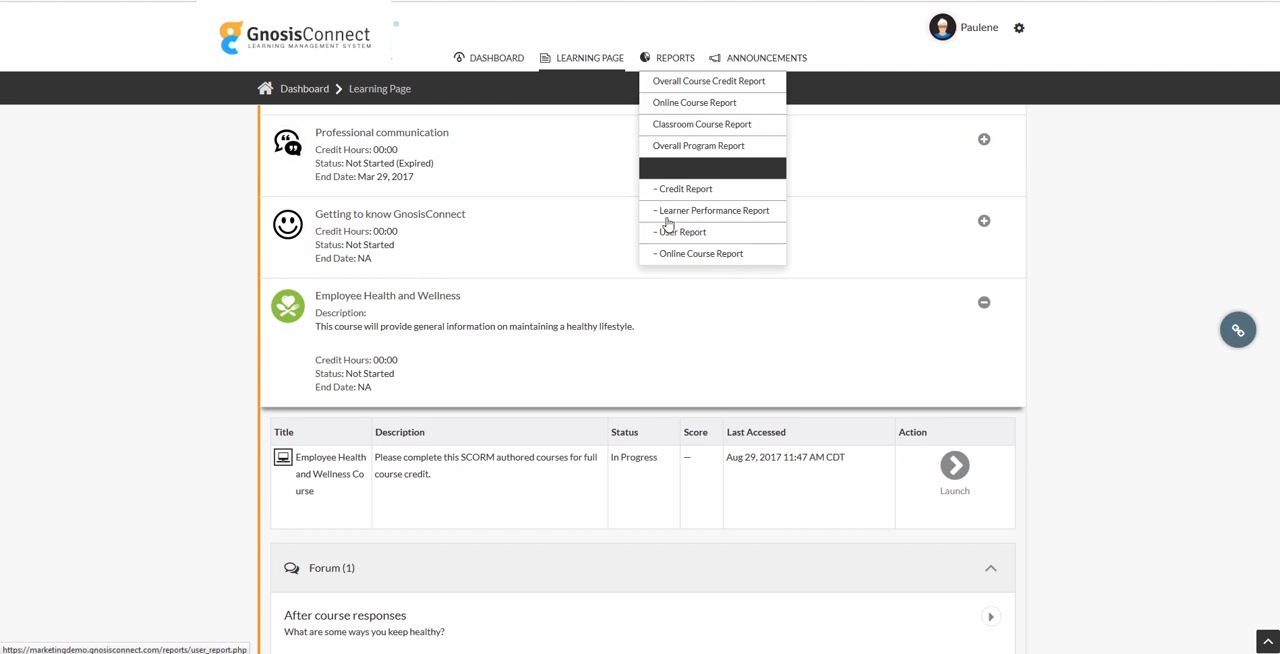 GnosisConnect
LEARNING MANAGEMENT SYSTEM
Paulene
DASHBOARD LEARNING PAGE REPORTS ANNOUNCEMENTS
Dashboard Learning Page
Overall Course Credit Report
Online Course Report
Classroom Course Report
Overall Program Report
– Credit Report
– Learner Performance Report
– User Report
– Online Course Report
Professional communication
Credit Hours: 00:00
Status: Not Started (Expired)
End Date: Mar 29, 2017
Getting to know GnosisConnect
Credit Hours: 00:00
Status: Not Started
End Date: NA
Employee Health and Wellness
Description:
This course will provide general information on maintaining a healthy lifestyle.
Credit Hours: 00:00
Status: Not Started
End Date: NA
Title Description Status Score Last Accessed Action
Employee Health Please complete this SCORM authored courses for full In Progress — Aug 29, 2017 11:47 AM CDT
and Wellness Co course credit.
urse Launch
Forum (1)
After course responses
What are some ways you keep healthy?
https://marketingdemo.gnosisconnect.com/reports/user_report.php